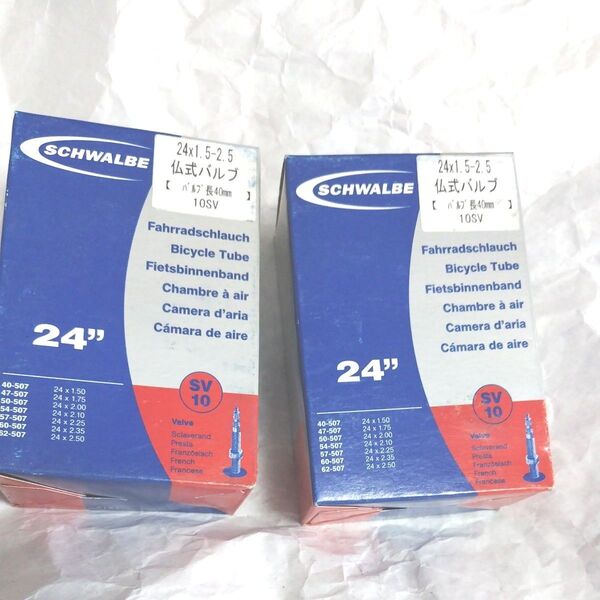 SCHWALBE
24x1.5-2.5
仏式バルブ
【 バルブ長40mm 】
10SV
Fahrradschlauch
Bicycle Tube
Fietsbinnenband
Chambre à air
Camera d'aria
Cámara de aire
24”
SV
10
40-507 24 x 1.50
47-507 24 x 1.75
50-507 24 x 2.00
54-507 24 x 2.10
57-507 24 x 2.25
60-507 24 x 2.35
62-507 24 x 2.50
Valve
Sclaverand
Presta
Französisch
French
Francese
SCHWALBE
24x1.5-2.5
仏式バルブ
【 バルブ長40mm 】
10SV
Fahrradschlauch
Bicycle Tube
Fietsbinnenband
Chambre à air
Camera d'aria
Cámara de aire
24”
SV
10
40-507 24 x 1.50
47-507 24 x 1.75
50-507 24 x 2.00
54-507 24 x 2.10
57-507 24 x 2.25
60-507 24 x 2.35
62-507 24 x 2.50
Valve
Sclaverand
Presta
Französisch
French
Francese